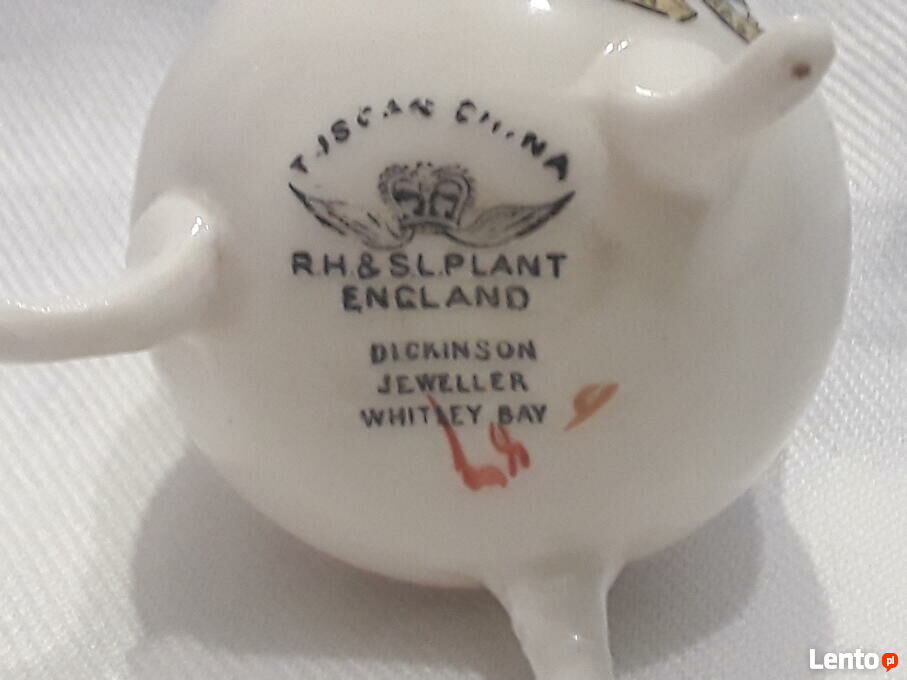 TUSCAN CHINA
R.H.& S.L.PLANT
ENGLAND
DICKINSON
JEWELLER
WHITLEY BAY
Lento pl